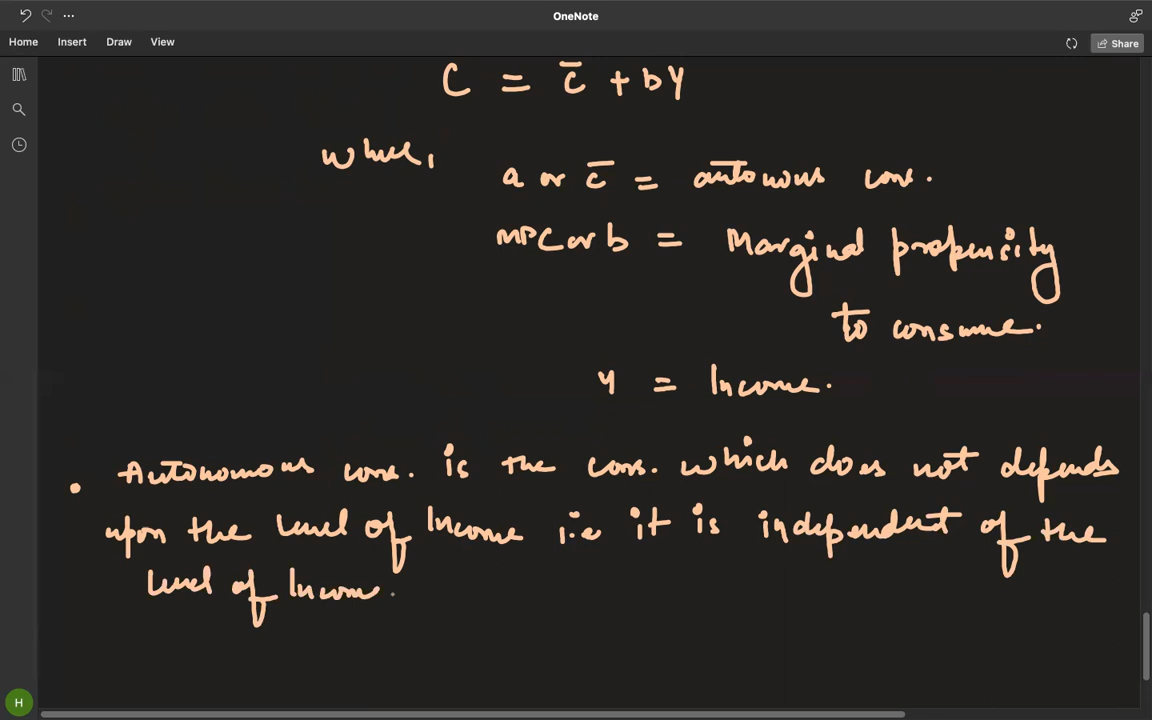 OneNote
Home Insert Draw View
Share
C = c̄ + bY
where,
a or c̄ = autonous cons.
MPC or b = Marginal propensity
to consume.
Y = Income.
• Autonomous cons. is the cons. which does not depends
upon the level of Income i.e it is independent of the
level of Income.
H